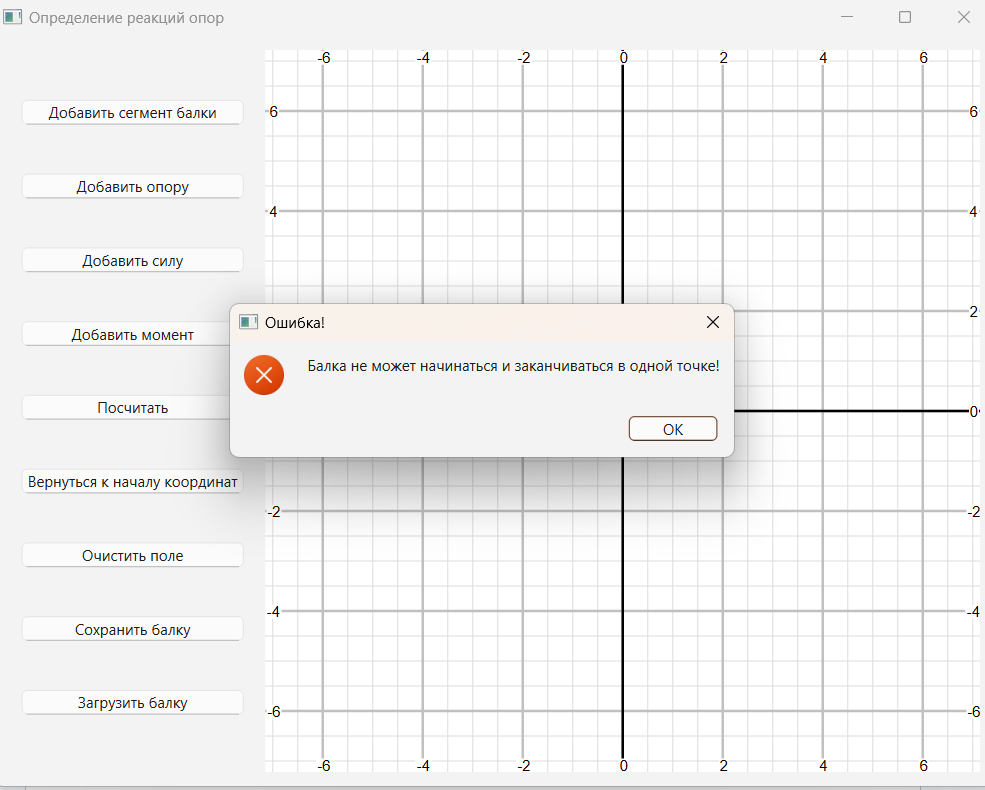 Определение реакций опор
-6 -4 -2 0 2 4 6
Добавить сегмент балки
6 6
Добавить опору
4 4
Добавить силу
2
Ошибка!
Добавить момент
Балка не может начинаться и заканчиваться в одной точке!
Посчитать
0
OK
Вернуться к началу координат
-2 -2
Очистить поле
-4 -4
Сохранить балку
Загрузить балку
-6 -6
-6 -4 -2 0 2 4 6